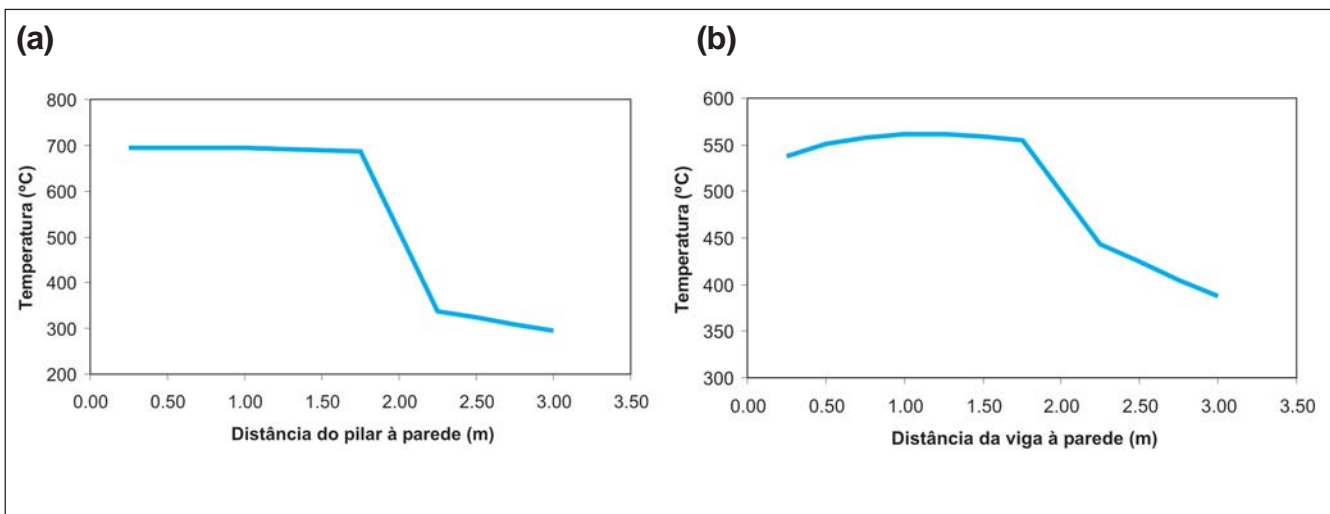 (a)
(b)
Temperatura (ºC)
800
700
600
500
400
300
200
0.00 0.50 1.00 1.50 2.00 2.50 3.00 3.50
Distância do pilar à parede (m)
Temperatura (ºC)
600
550
500
450
400
350
300
0.00 0.50 1.00 1.50 2.00 2.50 3.00 3.50
Distância da viga à parede (m)